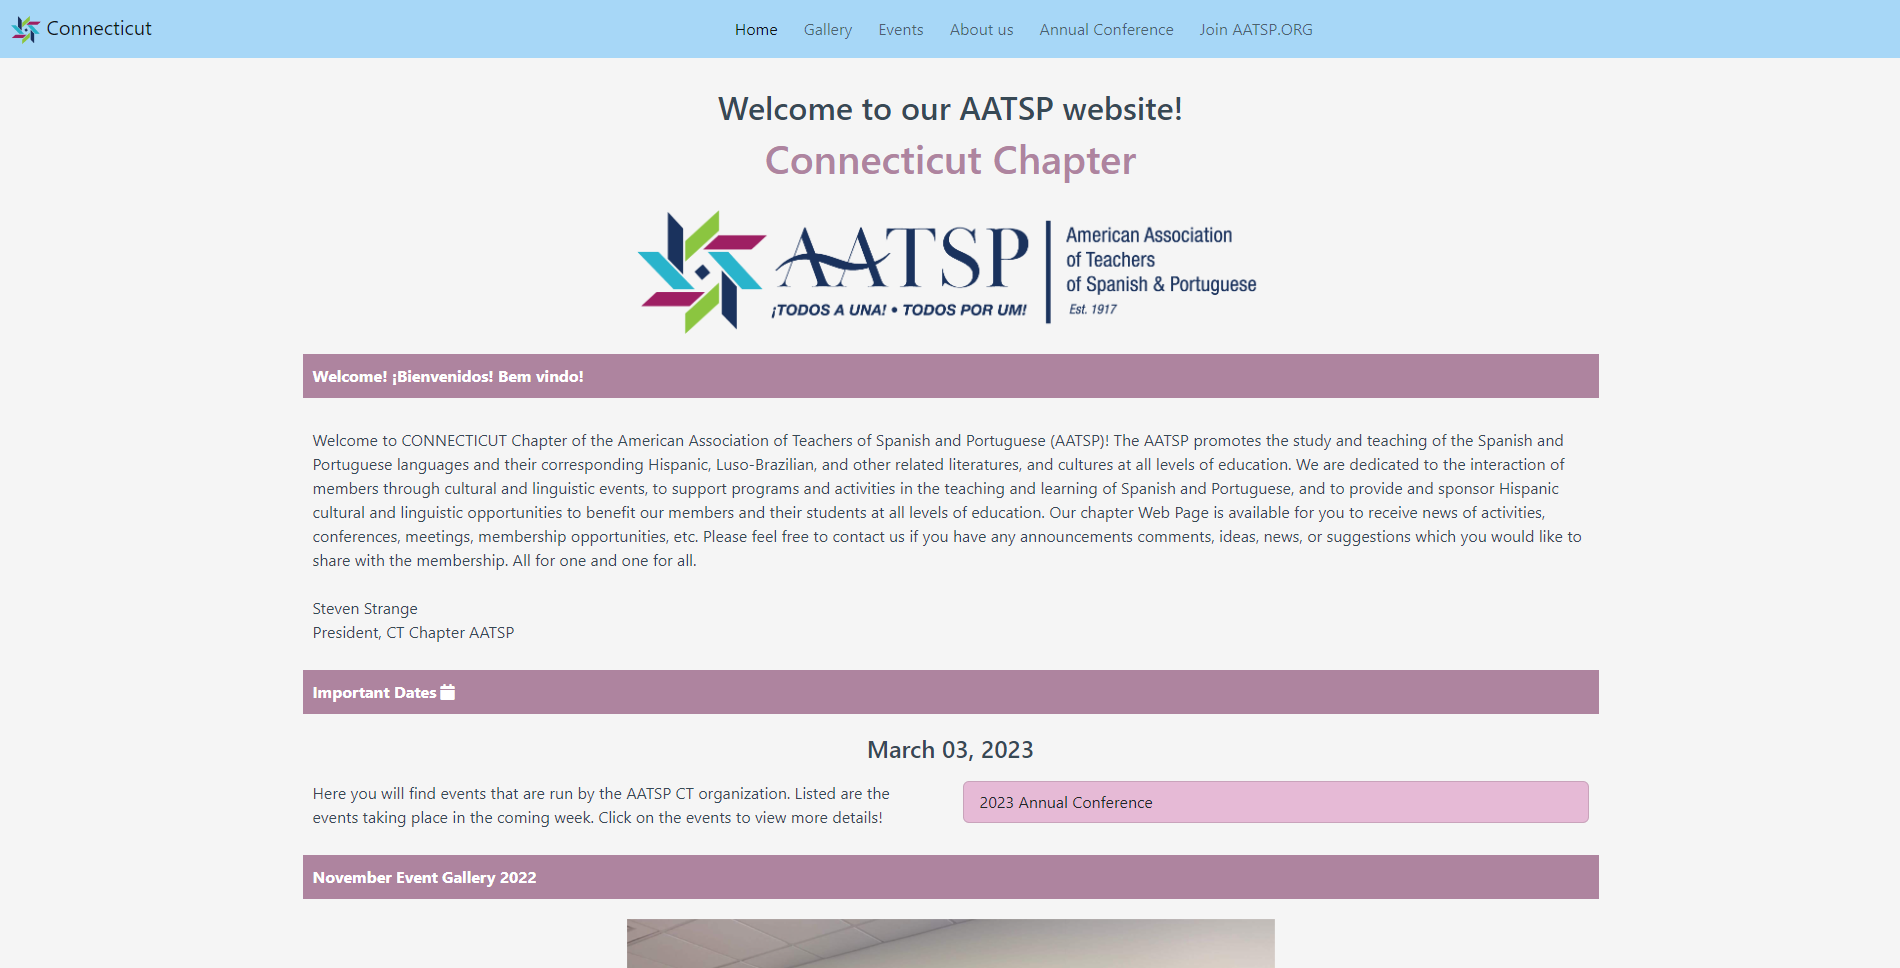 Connecticut
Home Gallery Events About us Annual Conference Join AATSP.ORG
Welcome to our AATSP website!
Connecticut Chapter
AATSP
¡TODOS A UNA! • TODOS POR UM!
American Association
of Teachers
of Spanish & Portuguese
Est. 1917
Welcome! ¡Bienvenidos! Bem vindo!
Welcome to CONNECTICUT Chapter of the American Association of Teachers of Spanish and Portuguese (AATSP)! The AATSP promotes the study and teaching of the Spanish and
Portuguese languages and their corresponding Hispanic, Luso-Brazilian, and other related literatures, and cultures at all levels of education. We are dedicated to the interaction of
members through cultural and linguistic events, to support programs and activities in the teaching and learning of Spanish and Portuguese, and to provide and sponsor Hispanic
cultural and linguistic opportunities to benefit our members and their students at all levels of education. Our chapter Web Page is available for you to receive news of activities,
conferences, meetings, membership opportunities, etc. Please feel free to contact us if you have any announcements comments, ideas, news, or suggestions which you would like to
share with the membership. All for one and one for all.
Steven Strange
President, CT Chapter AATSP
Important Dates
March 03, 2023
Here you will find events that are run by the AATSP CT organization. Listed are the
events taking place in the coming week. Click on the events to view more details!
2023 Annual Conference
November Event Gallery 2022